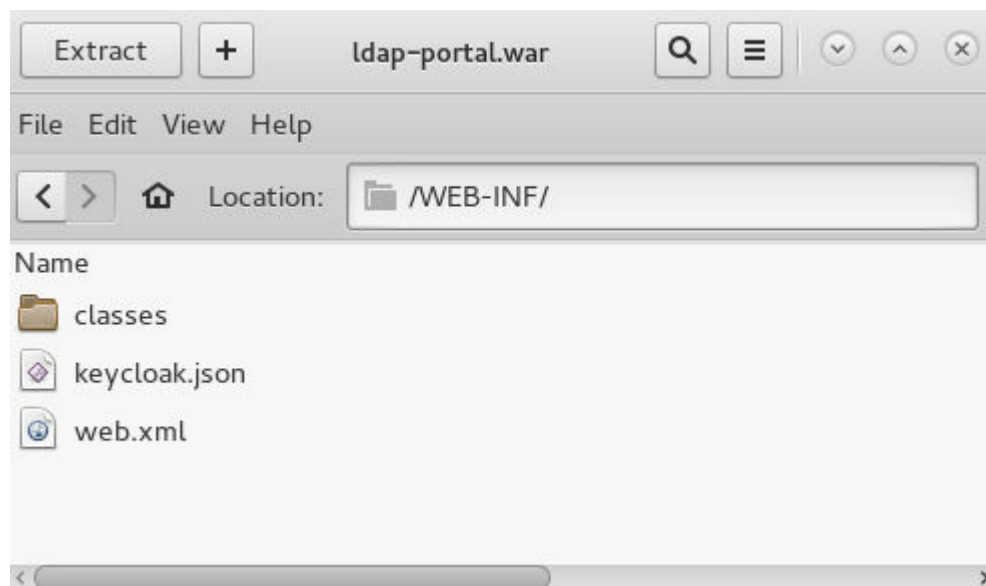 Extract + ldap-portal.war
File Edit View Help
Location: /WEB-INF/
Name
classes
keycloak.json
web.xml